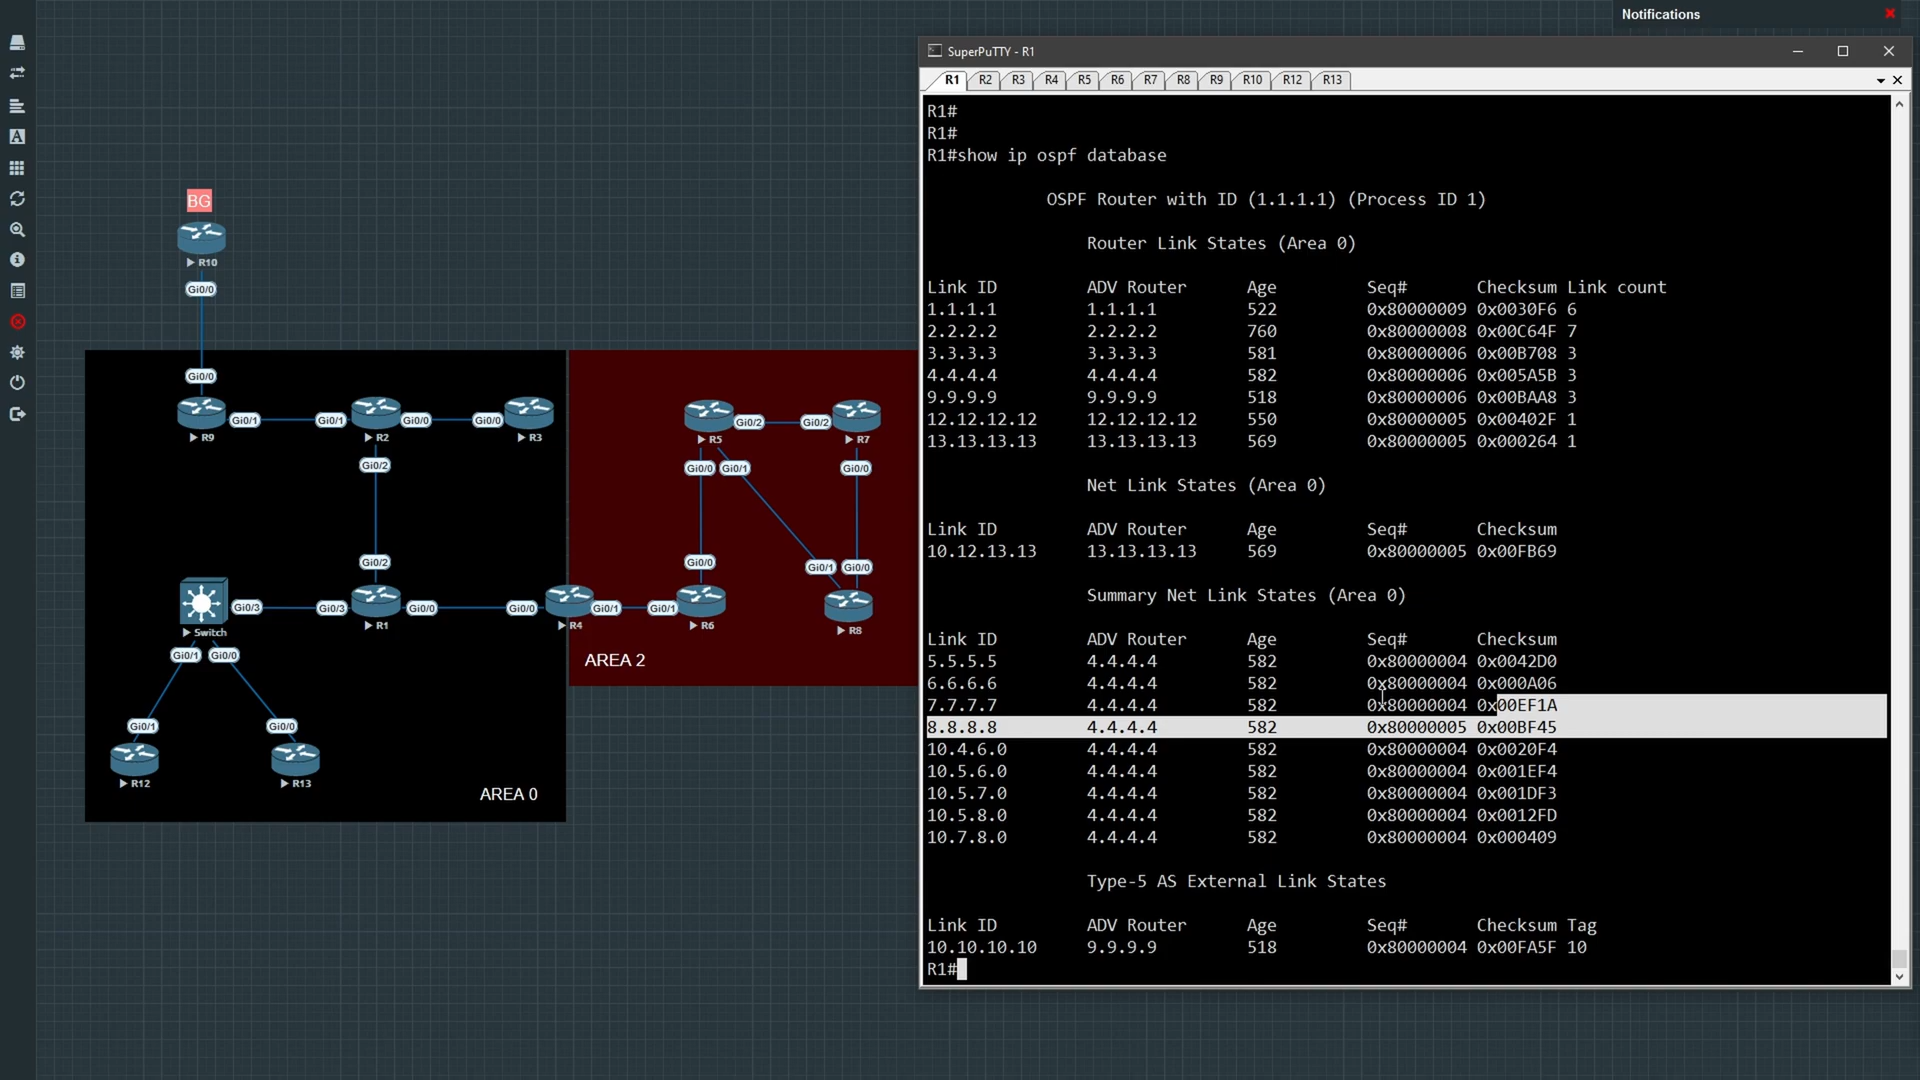 Notifications
SuperPuTTY - R1
R1 R2 R3 R4 R5 R6 R7 R8 R9 R10 R12 R13
R1#
R1#
R1#show ip ospf database
OSPF Router with ID (1.1.1.1) (Process ID 1)
Router Link States (Area 0)
Link ID ADV Router Age Seq# Checksum Link count
1.1.1.1 1.1.1.1 522 0x80000009 0x0030F6 6
2.2.2.2 2.2.2.2 760 0x80000008 0x00C64F 7
3.3.3.3 3.3.3.3 581 0x80000006 0x00B708 3
4.4.4.4 4.4.4.4 582 0x80000006 0x005A5B 3
9.9.9.9 9.9.9.9 518 0x80000006 0x00BAA8 3
12.12.12.12 12.12.12.12 550 0x80000005 0x00402F 1
13.13.13.13 13.13.13.13 569 0x80000005 0x000264 1
Net Link States (Area 0)
Link ID ADV Router Age Seq# Checksum
10.12.13.13 13.13.13.13 569 0x80000005 0x00FB69
Summary Net Link States (Area 0)
Link ID ADV Router Age Seq# Checksum
5.5.5.5 4.4.4.4 582 0x80000004 0x0042D0
6.6.6.6 4.4.4.4 582 0x80000004 0x000A06
7.7.7.7 4.4.4.4 582 0x80000004 0x00EF1A
8.8.8.8 4.4.4.4 582 0x80000005 0x00BF45
10.4.6.0 4.4.4.4 582 0x80000004 0x0020F4
10.5.6.0 4.4.4.4 582 0x80000004 0x001EF4
10.5.7.0 4.4.4.4 582 0x80000004 0x001DF3
10.5.8.0 4.4.4.4 582 0x80000004 0x0012FD
10.7.8.0 4.4.4.4 582 0x80000004 0x000409
Type-5 AS External Link States
Link ID ADV Router Age Seq# Checksum Tag
10.10.10.10 9.9.9.9 518 0x80000004 0x00FA5F 10
R1#
BG
R10
Gi0/0
Gi0/0
Gi0/1 Gi0/1 Gi0/0 Gi0/0
R9 R2 R3
Gi0/2
Gi0/2
Gi0/3 Gi0/3 Gi0/0 Gi0/0
Switch R1 R4
Gi0/1 Gi0/0
Gi0/1 Gi0/0
R12 R13
AREA 0
Gi0/2 Gi0/2
R5 R7
Gi0/0 Gi0/1 Gi0/0
Gi0/0 Gi0/1 Gi0/0
Gi0/1 Gi0/1
R6 R8
AREA 2
A